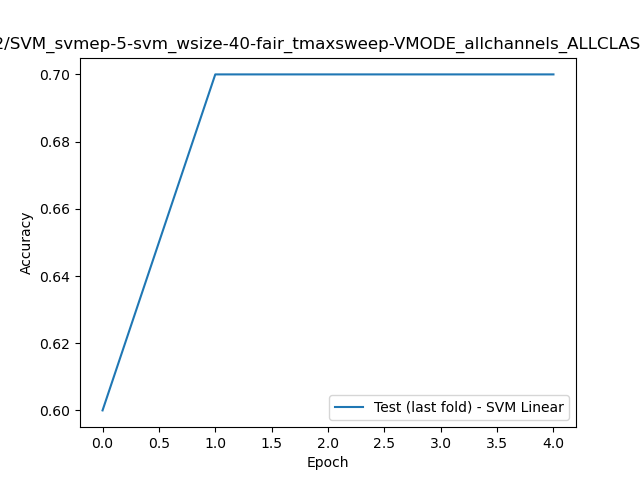 2/SVM_svmep-5-svm_wsize-40-fair_tmaxsweep-VMODE_allchannels_ALLCLAS
0.70
0.68
0.66
0.64
0.62
0.60
Accuracy
Test (last fold) - SVM Linear
0.0 0.5 1.0 1.5 2.0 2.5 3.0 3.5 4.0
Epoch